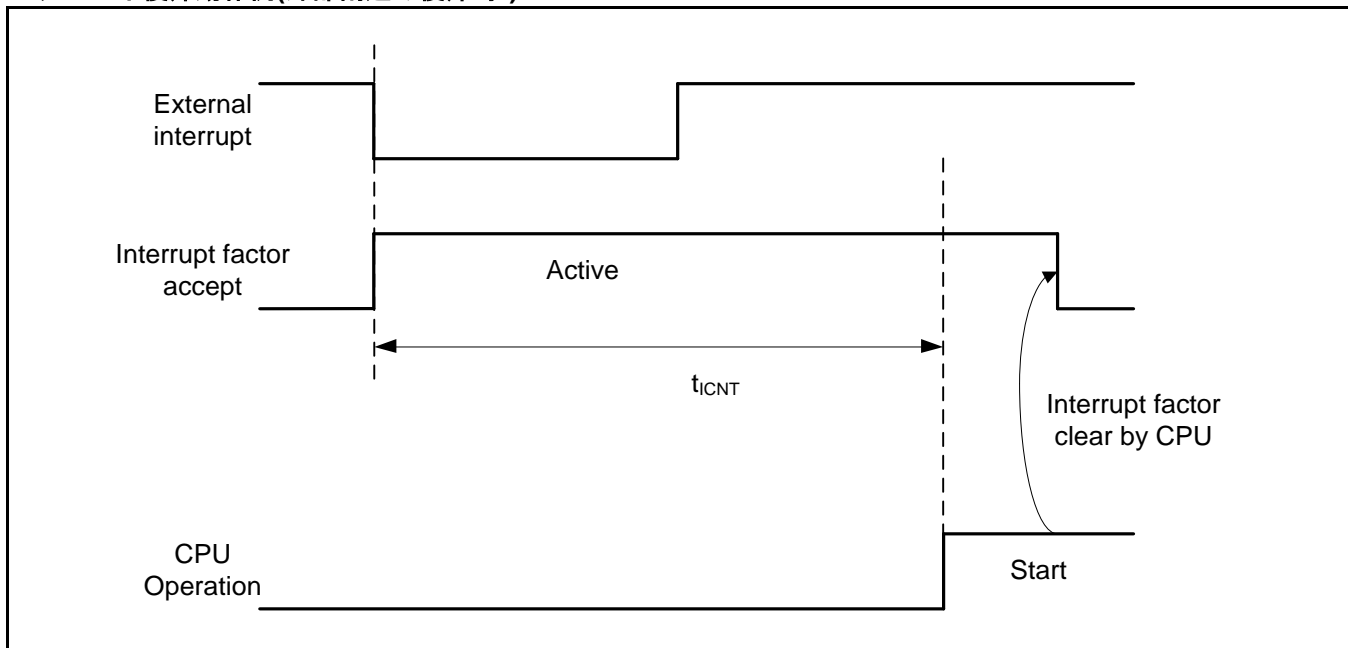 External
interrupt
Interrupt factor
accept
Active
tICNT
Interrupt factor
clear by CPU
CPU
Operation
Start